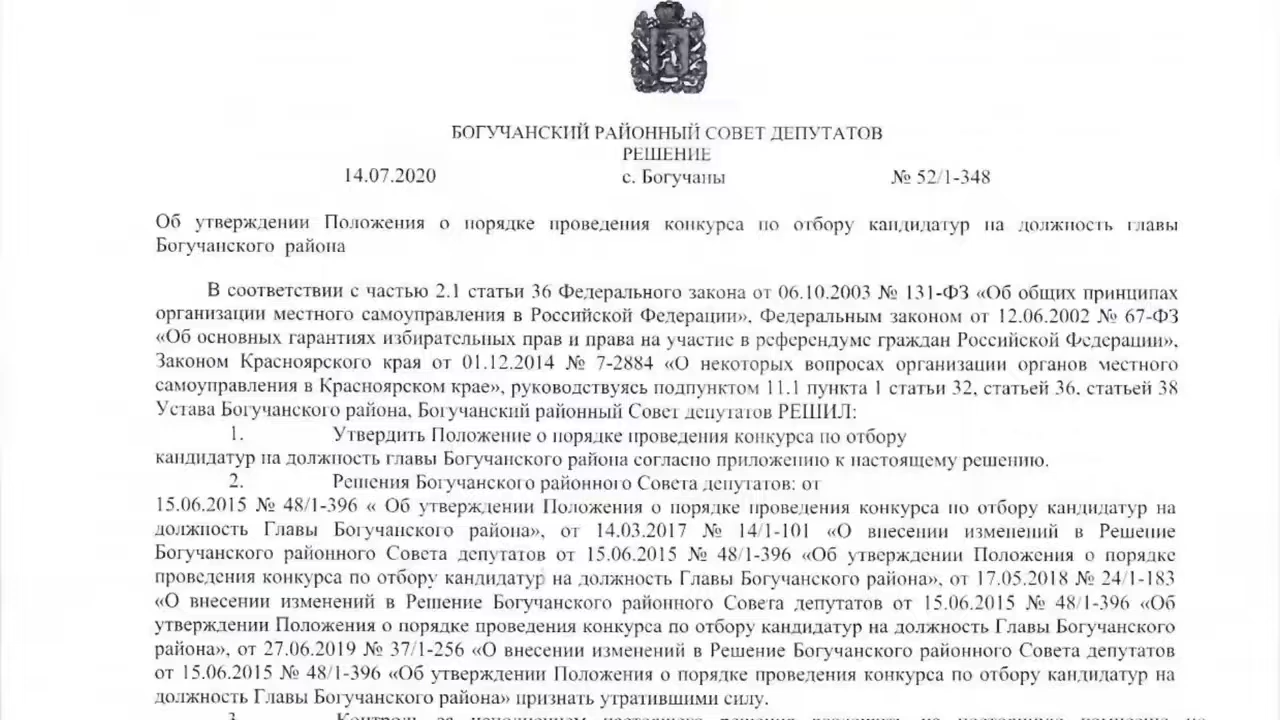 БОГУЧАНСКИЙ РАЙОННЫЙ СОВЕТ ДЕПУТАТОВ
РЕШЕНИЕ
14.07.2020 с. Богучаны № 52/1-348
Об утверждении Положения о порядке проведения конкурса по отбору кандидатур на должность главы
Богучанского района
В соответствии с частью 2.1 статьи 36 Федерального закона от 06.10.2003 № 131-ФЗ «Об общих принципах
организации местного самоуправления в Российской Федерации», Федеральным законом от 12.06.2002 № 67-ФЗ
«Об основных гарантиях избирательных прав и права на участие в референдуме граждан Российской Федерации»,
Законом Красноярского края от 01.12.2014 № 7-2884 «О некоторых вопросах организации органов местного
самоуправления в Красноярском крае», руководствуясь подпунктом 11.1 пункта 1 статьи 32, статьей 36, статьей 38
Устава Богучанского района, Богучанский районный Совет депутатов РЕШИЛ:
1. Утвердить Положение о порядке проведения конкурса по отбору
кандидатур на должность главы Богучанского района согласно приложению к настоящему решению.
2. Решения Богучанского районного Совета депутатов: от
15.06.2015 № 48/1-396 « Об утверждении Положения о порядке проведения конкурса по отбору кандидатур на
должность Главы Богучанского района», от 14.03.2017 № 14/1-101 «О внесении изменений в Решение
Богучанского районного Совета депутатов от 15.06.2015 № 48/1-396 «Об утверждении Положения о порядке
проведения конкурса по отбору кандидатур на должность Главы Богучанского района», от 17.05.2018 № 24/1-183
«О внесении изменений в Решение Богучанского районного Совета депутатов от 15.06.2015 № 48/1-396 «Об
утверждении Положения о порядке проведения конкурса по отбору кандидатур на должность Главы Богучанского
района», от 27.06.2019 № 37/1-256 «О внесении изменений в Решение Богучанского районного Совета депутатов
от 15.06.2015 № 48/1-396 «Об утверждении Положения о порядке проведения конкурса по отбору кандидатур на
должность Главы Богучанского района» признать утратившими силу.
3. Контроль за исполнением настоящего решения возложить на постоянную комиссию по